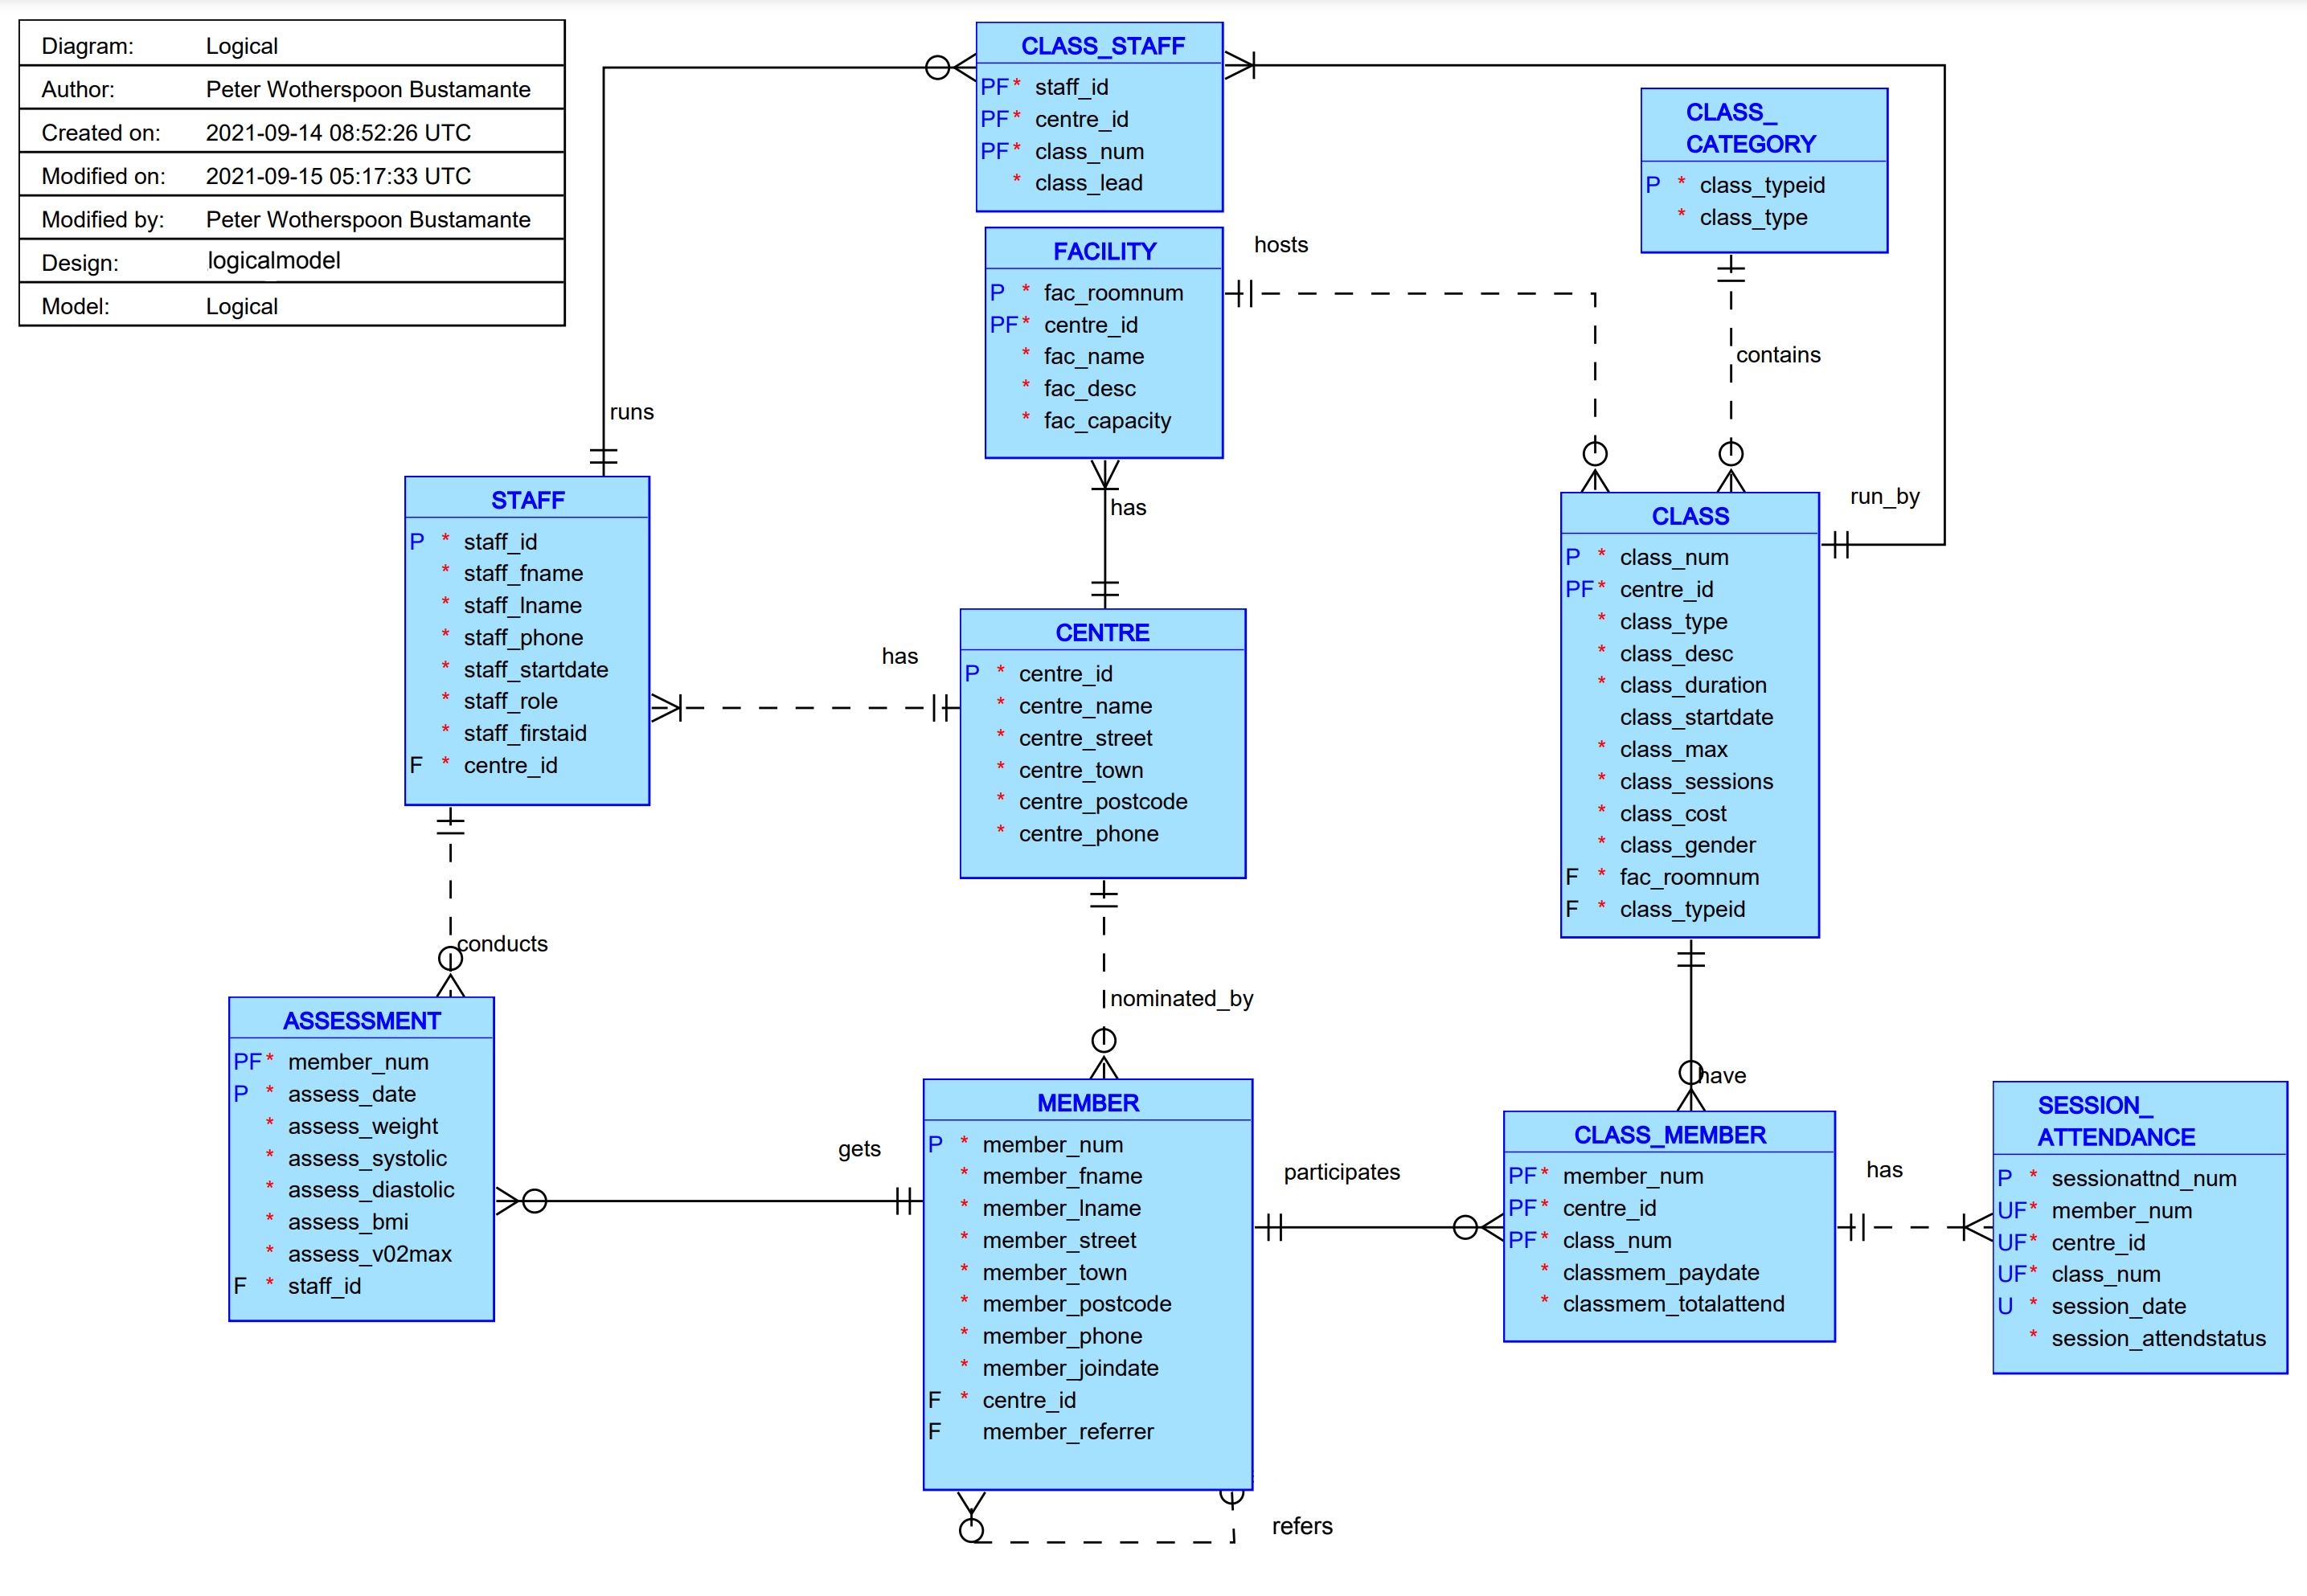 Diagram: Logical
Author: Peter Wotherspoon Bustamante
Created on: 2021-09-14 08:52:26 UTC
Modified on: 2021-09-15 05:17:33 UTC
Modified by: Peter Wotherspoon Bustamante
Design: logicalmodel
Model: Logical
CLASS_STAFF
PF * staff_id
PF * centre_id
PF * class_num
* class_lead
CLASS_
CATEGORY
P * class_typeid
* class_type
FACILITY
P * fac_roomnum
PF * centre_id
* fac_name
* fac_desc
* fac_capacity
hosts
contains
runs
has
run_by
STAFF
P * staff_id
* staff_fname
* staff_lname
* staff_phone
* staff_startdate
* staff_role
* staff_firstaid
F * centre_id
has
CENTRE
P * centre_id
* centre_name
* centre_street
* centre_town
* centre_postcode
* centre_phone
CLASS
P * class_num
PF * centre_id
* class_type
* class_desc
* class_duration
class_startdate
* class_max
* class_sessions
* class_cost
* class_gender
F * fac_roomnum
F * class_typeid
conducts
nominated_by
have
ASSESSMENT
PF * member_num
P * assess_date
* assess_weight
* assess_systolic
* assess_diastolic
* assess_bmi
* assess_v02max
F * staff_id
gets
MEMBER
P * member_num
* member_fname
* member_lname
* member_street
* member_town
* member_postcode
* member_phone
* member_joindate
F * centre_id
F member_referrer
participates
CLASS_MEMBER
PF * member_num
PF * centre_id
PF * class_num
* classmem_paydate
* classmem_totalattend
has
SESSION_
ATTENDANCE
P * sessionattnd_num
UF * member_num
UF * centre_id
UF * class_num
U * session_date
* session_attendstatus
refers